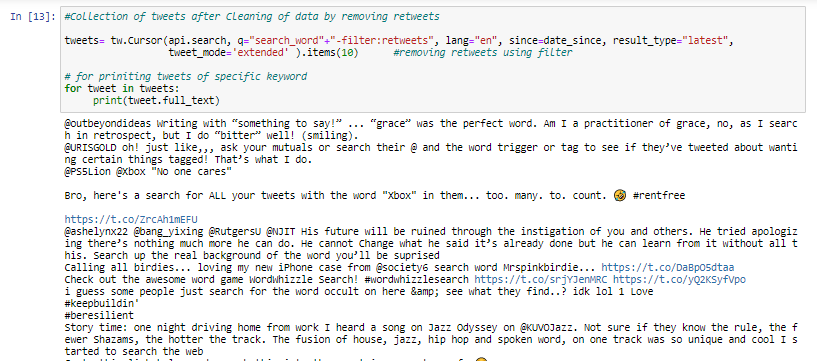 In [13]: #Collection of tweets after Cleaning of data by removing retweets
tweets= tw.Cursor(api.search, q="search_word"+"-filter:retweets", lang="en", since=date_since, result_type="latest",
tweet_mode='extended' ).items(10) #removing retweets using filter
# for priniting tweets of specific keyword
for tweet in tweets:
print(tweet.full_text)
@outbeyondideas Writing with “something to say!” ... “grace” was the perfect word. Am I a practitioner of grace, no, as I searc
h in retrospect, but I do “bitter” well! (smiling).
@URISGOLD oh! just like,,, ask your mutuals or search their @ and the word trigger or tag to see if they’ve tweeted about wanti
ng certain things tagged! That’s what I do.
@PS5Lion @Xbox "No one cares"
Bro, here's a search for ALL your tweets with the word "Xbox" in them... too. many. to. count. 🤣 #rentfree
https://t.co/ZrcAh1mEFU
@ashelynx22 @bang_yixing @RutgersU @NJIT His future will be ruined through the instigation of you and others. He tried apologiz
ing there’s nothing much more he can do. He cannot Change what he said it’s already done but he can learn from it without all t
his. Search up the real background of the word you’ll be suprised
Calling all birdies... loving my new iPhone case from @society6 search word Mrspinkbirdie... https://t.co/DaBpO5dtaa
Check out the awesome word game WordWhizzle Search! #wordwhizzlesearch https://t.co/srjYJenMRC https://t.co/yQ2KSyfVpo
i guess some people just search for the word occult on here &amp; see what they find..? idk lol 1 Love
#keepbuildin'
#beresilient
Story time: one night driving home from work I heard a song on Jazz Odyssey on @KUVOJazz. Not sure if they know the rule, the f
ewer Shazams, the hotter the track. The fusion of house, jazz, hip hop and spoken word, on one track was so unique and cool I s
tarted to search the web